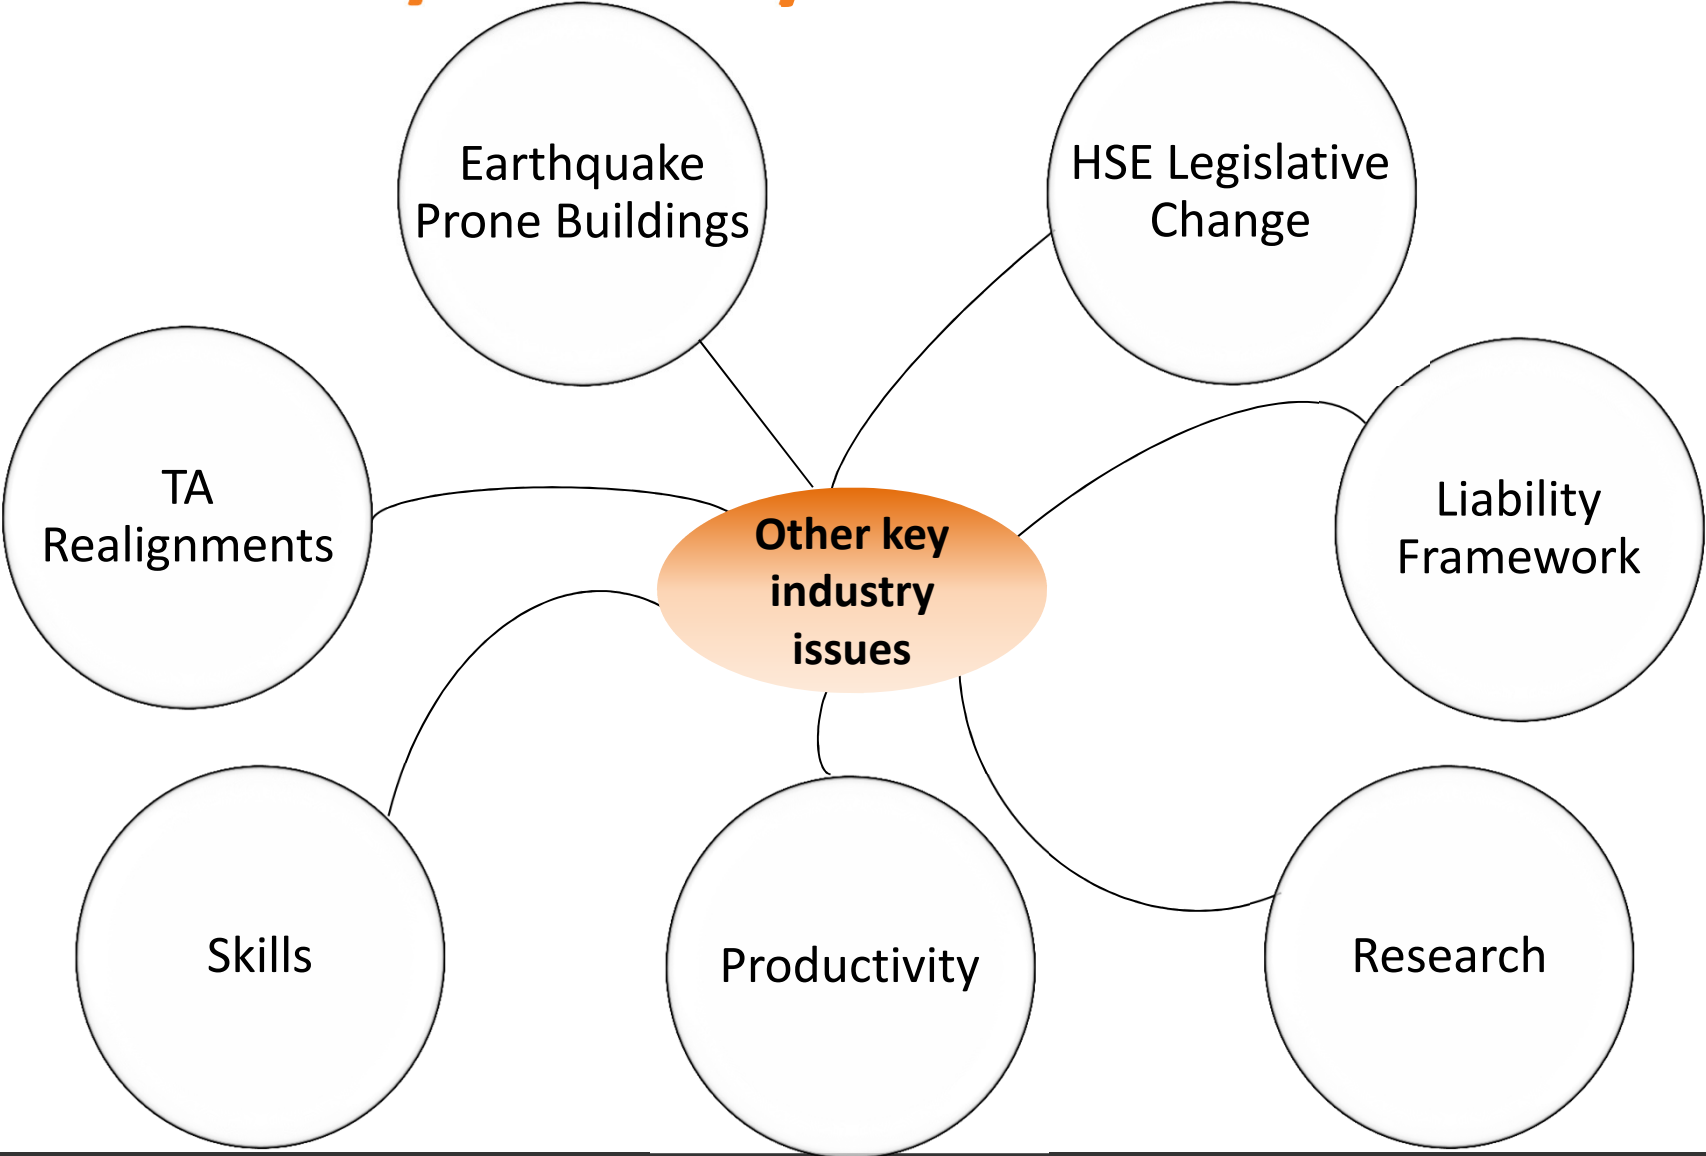 Earthquake
Prone Buildings
HSE Legislative
Change
TA
Realignments
Liability
Framework
Other key
industry
issues
Skills
Productivity
Research